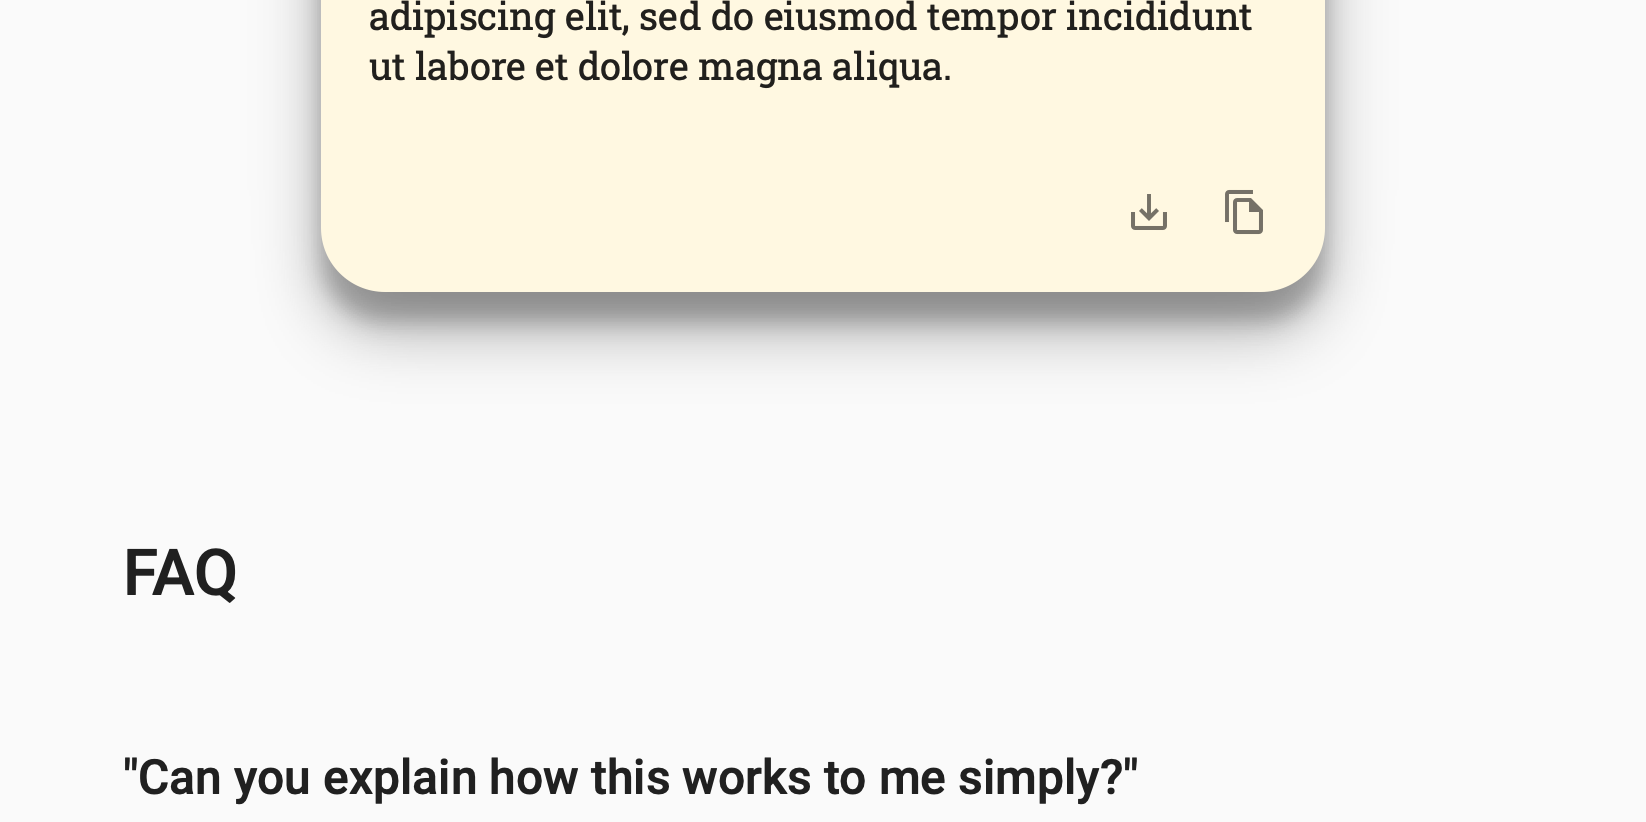 adipiscing elit, sed do eiusmod tempor incididunt
ut labore et dolore magna aliqua.
FAQ
"Can you explain how this works to me simply?"